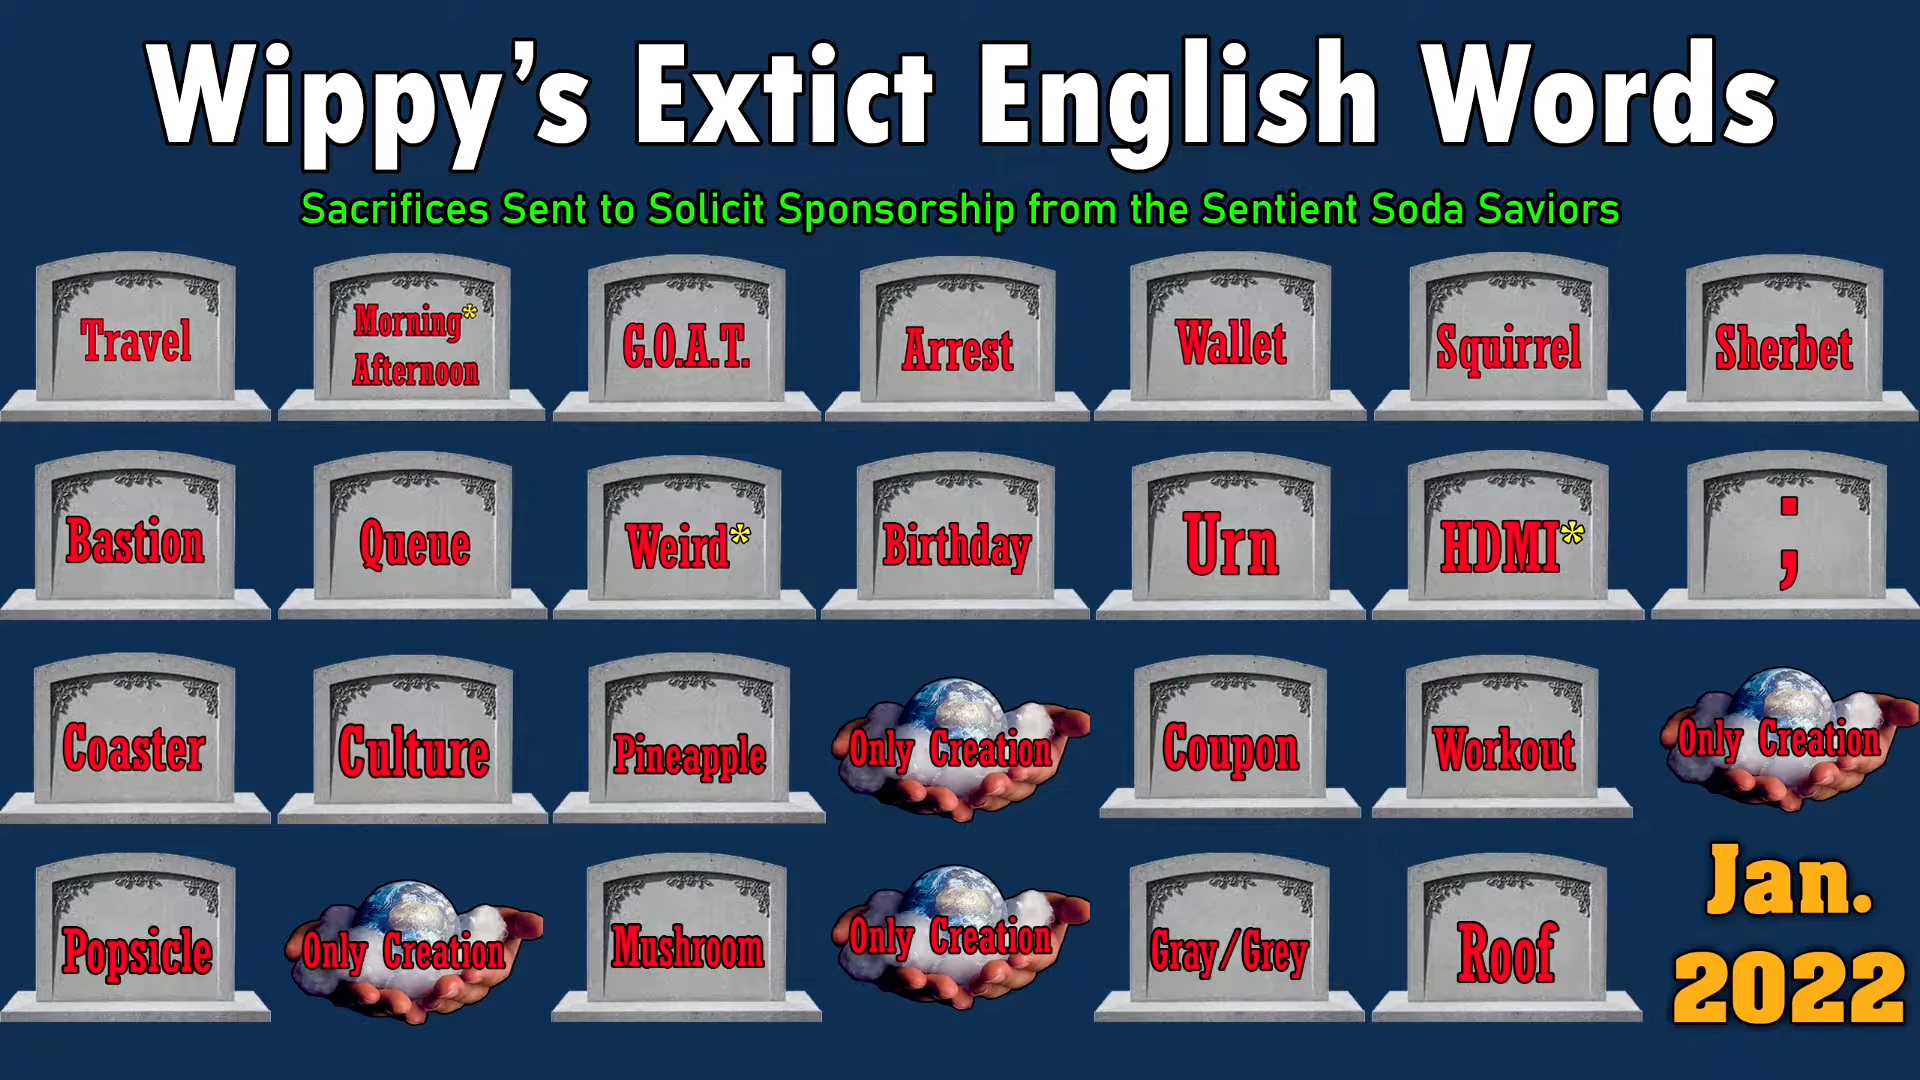 Wippy's Extict English Words
Sacrifices Sent to Solicit Sponsorship from the Sentient Soda Saviors
Travel
Morning*
Afternoon
G.O.A.T.
Arrest
Wallet
Squirrel
Sherbet
Bastion
Queue
Weird*
Birthday
Urn
HDMI*
;
Coaster
Culture
Pineapple
Only Creation
Coupon
Workout
Only Creation
Popsicle
Only Creation
Mushroom
Only Creation
Gray/Grey
Roof
Jan.
2022